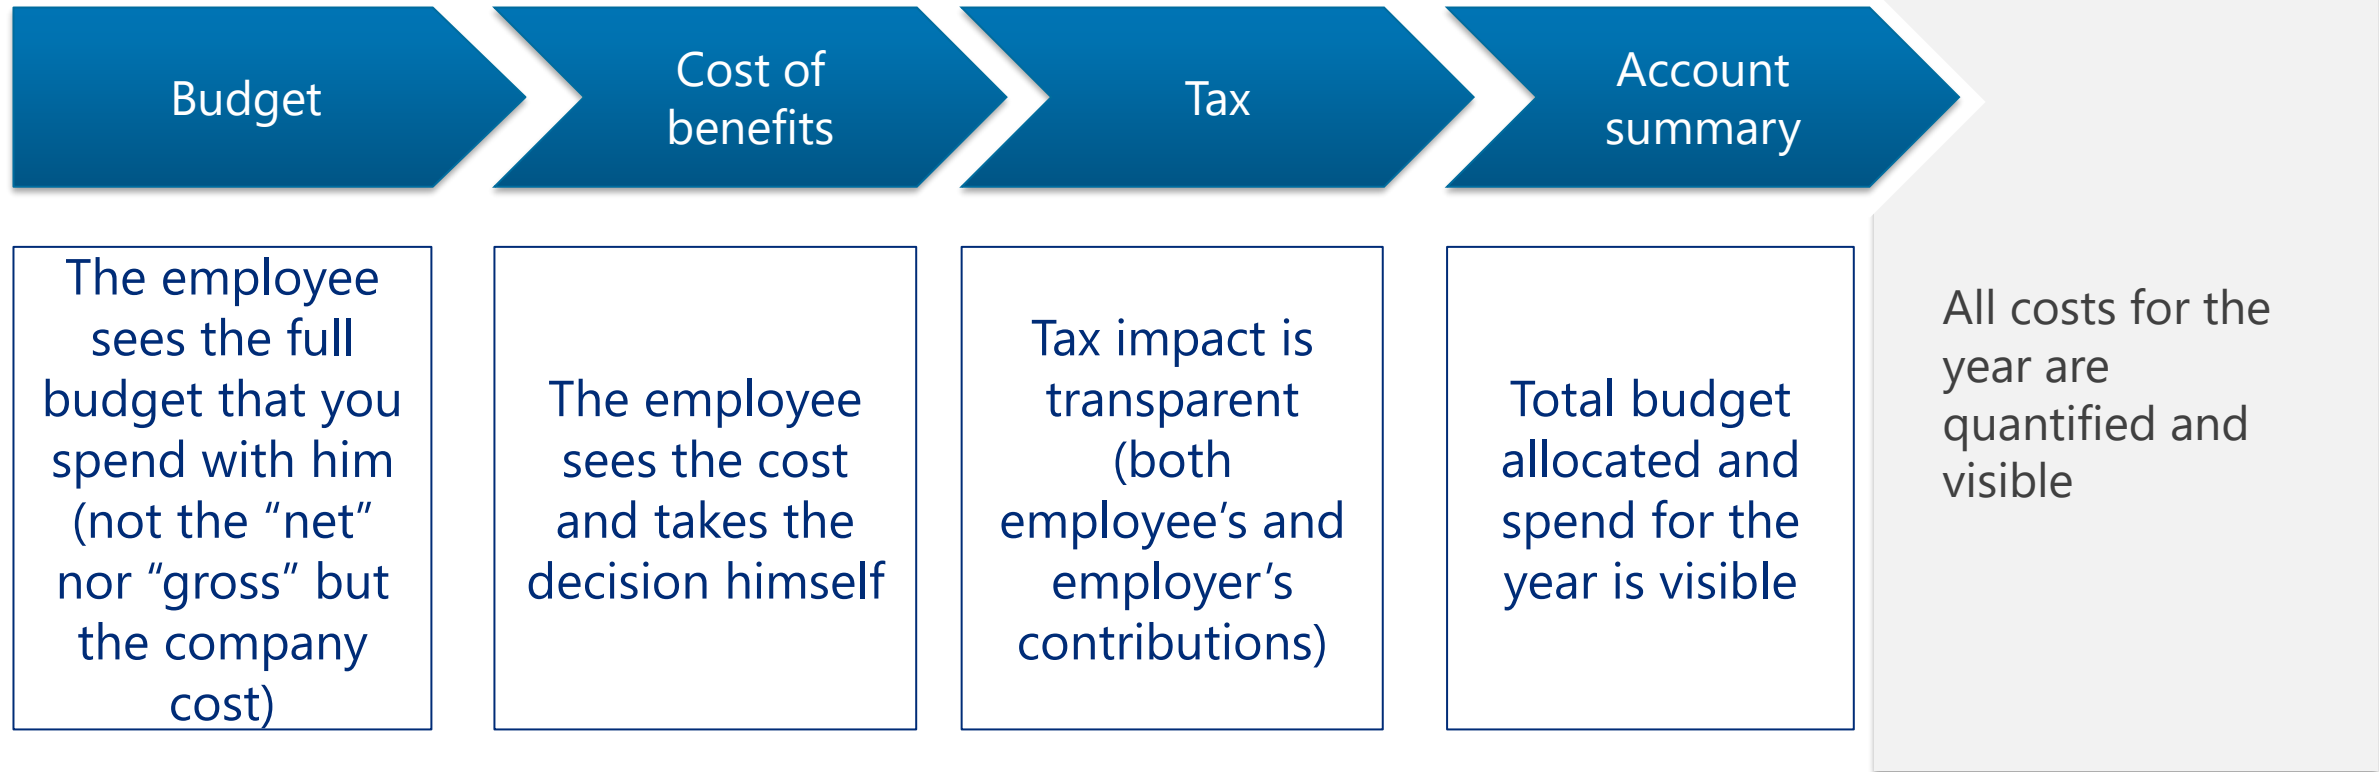 Budget
Cost of
benefits
Tax
Account
summary
The employee
sees the full
budget that you
spend with him
(not the “net”
nor “gross” but
the company
cost)
The employee
sees the cost
and takes the
decision himself
Tax impact is
transparent
(both
employee’s and
employer’s
contributions)
Total budget
allocated and
spend for the
year is visible
All costs for the
year are
quantified and
visible